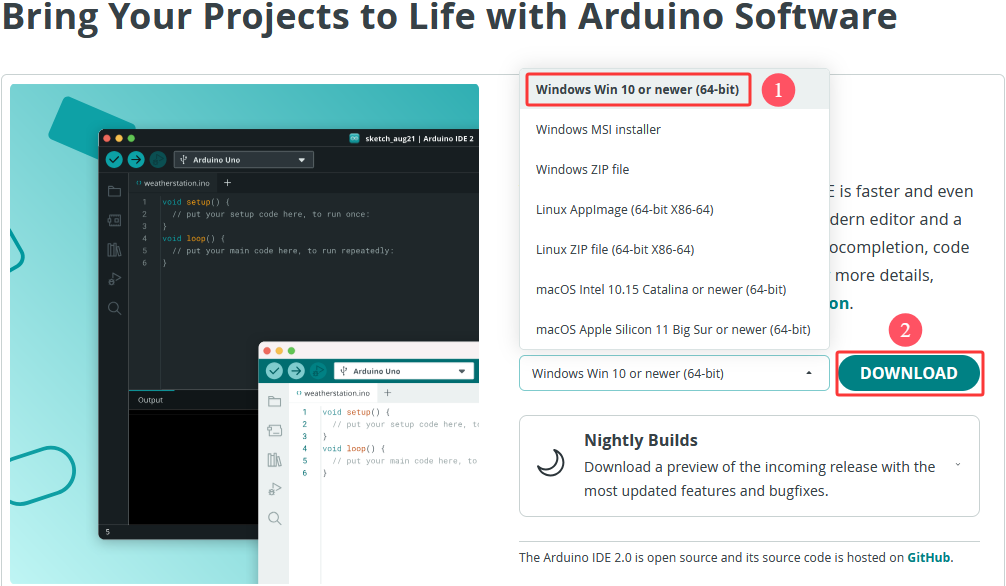 Bring Your Projects to Life with Arduino Software
sketch_aug21 | Arduino IDE 2
Arduino Uno
weatherstation.ino
1 void setup() {
2 // put your setup code here, to run once:
3 }
4 void loop() {
5 // put your main code here, to run repeatedly:
6 }
Output
5
Arduino Uno
weatherstation.ino
1 void setup() {
2 // put your setup code here, to
3 }
4 void loop() {
5 // put your main code here, to
6 }
Windows Win 10 or newer (64-bit)
1
Windows MSI installer
Windows ZIP file
Linux AppImage (64-bit X86-64)
Linux ZIP file (64-bit X86-64)
macOS Intel 10.15 Catalina or newer (64-bit)
macOS Apple Silicon 11 Big Sur or newer (64-bit)
E is faster and even
dern editor and a
ocompletion, code
more details,
on.
2
Windows Win 10 or newer (64-bit)
DOWNLOAD
Nightly Builds
Download a preview of the incoming release with the
most updated features and bugfixes.
The Arduino IDE 2.0 is open source and its source code is hosted on GitHub.